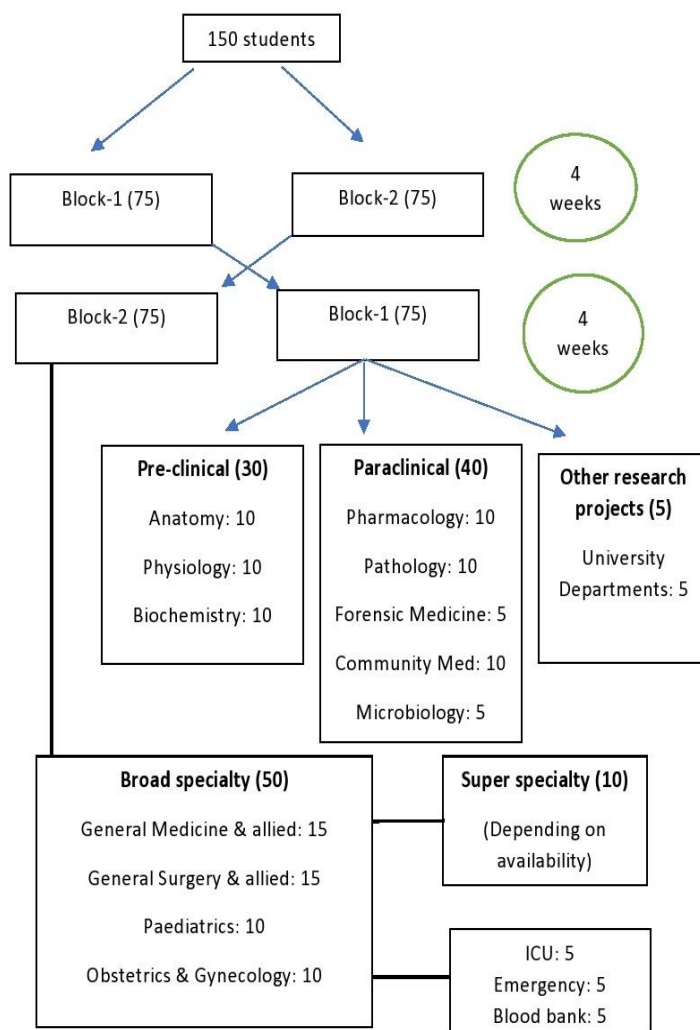 150 students
Block-1 (75)
Block-2 (75)
4
weeks
Block-2 (75)
Block-1 (75)
4
weeks
Pre-clinical (30)
Anatomy: 10
Physiology: 10
Biochemistry: 10
Paraclinical (40)
Pharmacology: 10
Pathology: 10
Forensic Medicine: 5
Community Med: 10
Microbiology: 5
Other research
projects (5)
University
Departments: 5
Broad specialty (50)
General Medicine & allied: 15
General Surgery & allied: 15
Paediatrics: 10
Obstetrics & Gynecology: 10
Super specialty (10)
(Depending on
availability)
ICU: 5
Emergency: 5
Blood bank: 5